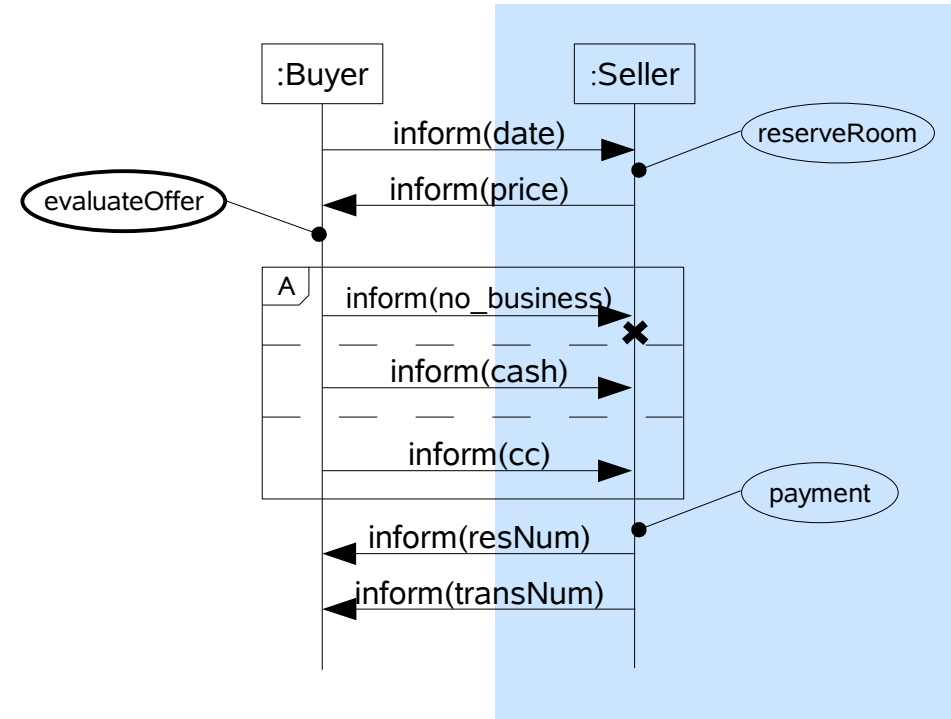 :Buyer
:Seller
inform(date)
reserveRoom
inform(price)
evaluateOffer
A
inform(no_business)
inform(cash)
inform(cc)
payment
inform(resNum)
inform(transNum)